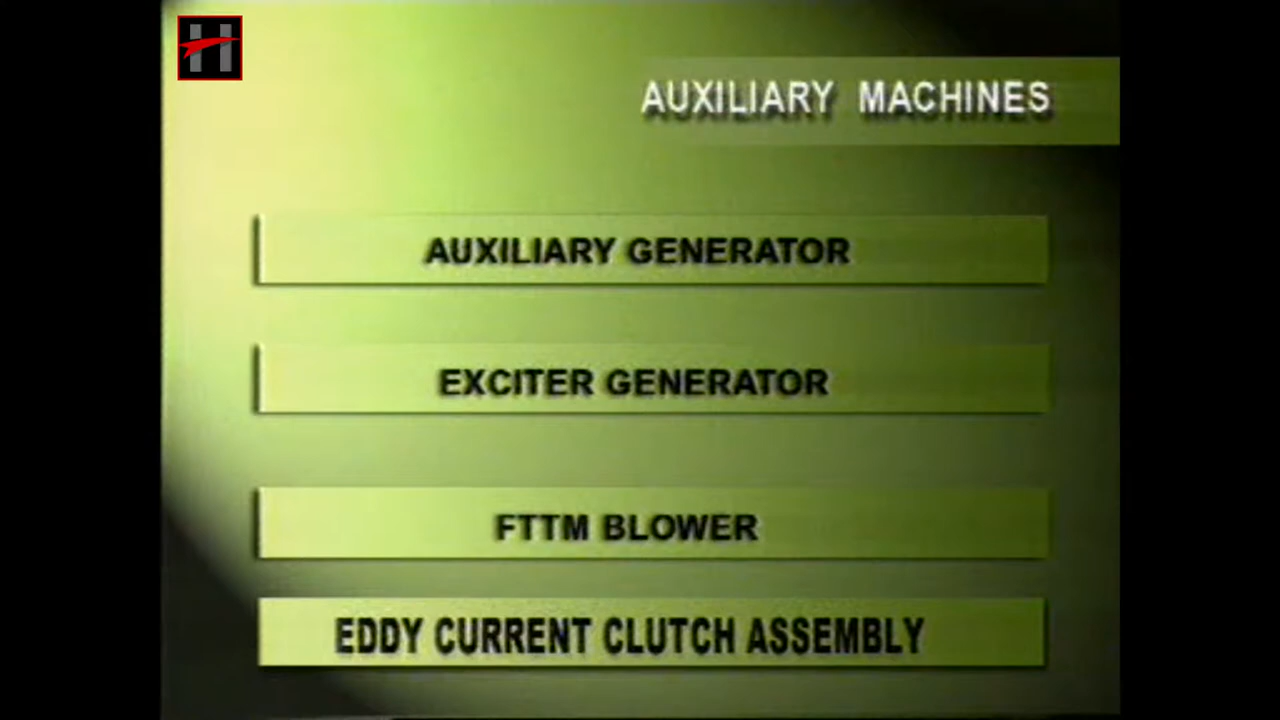 AUXILIARY MACHINES
AUXILIARY GENERATOR
EXCITER GENERATOR
FTTM BLOWER
EDDY CURRENT CLUTCH ASSEMBLY